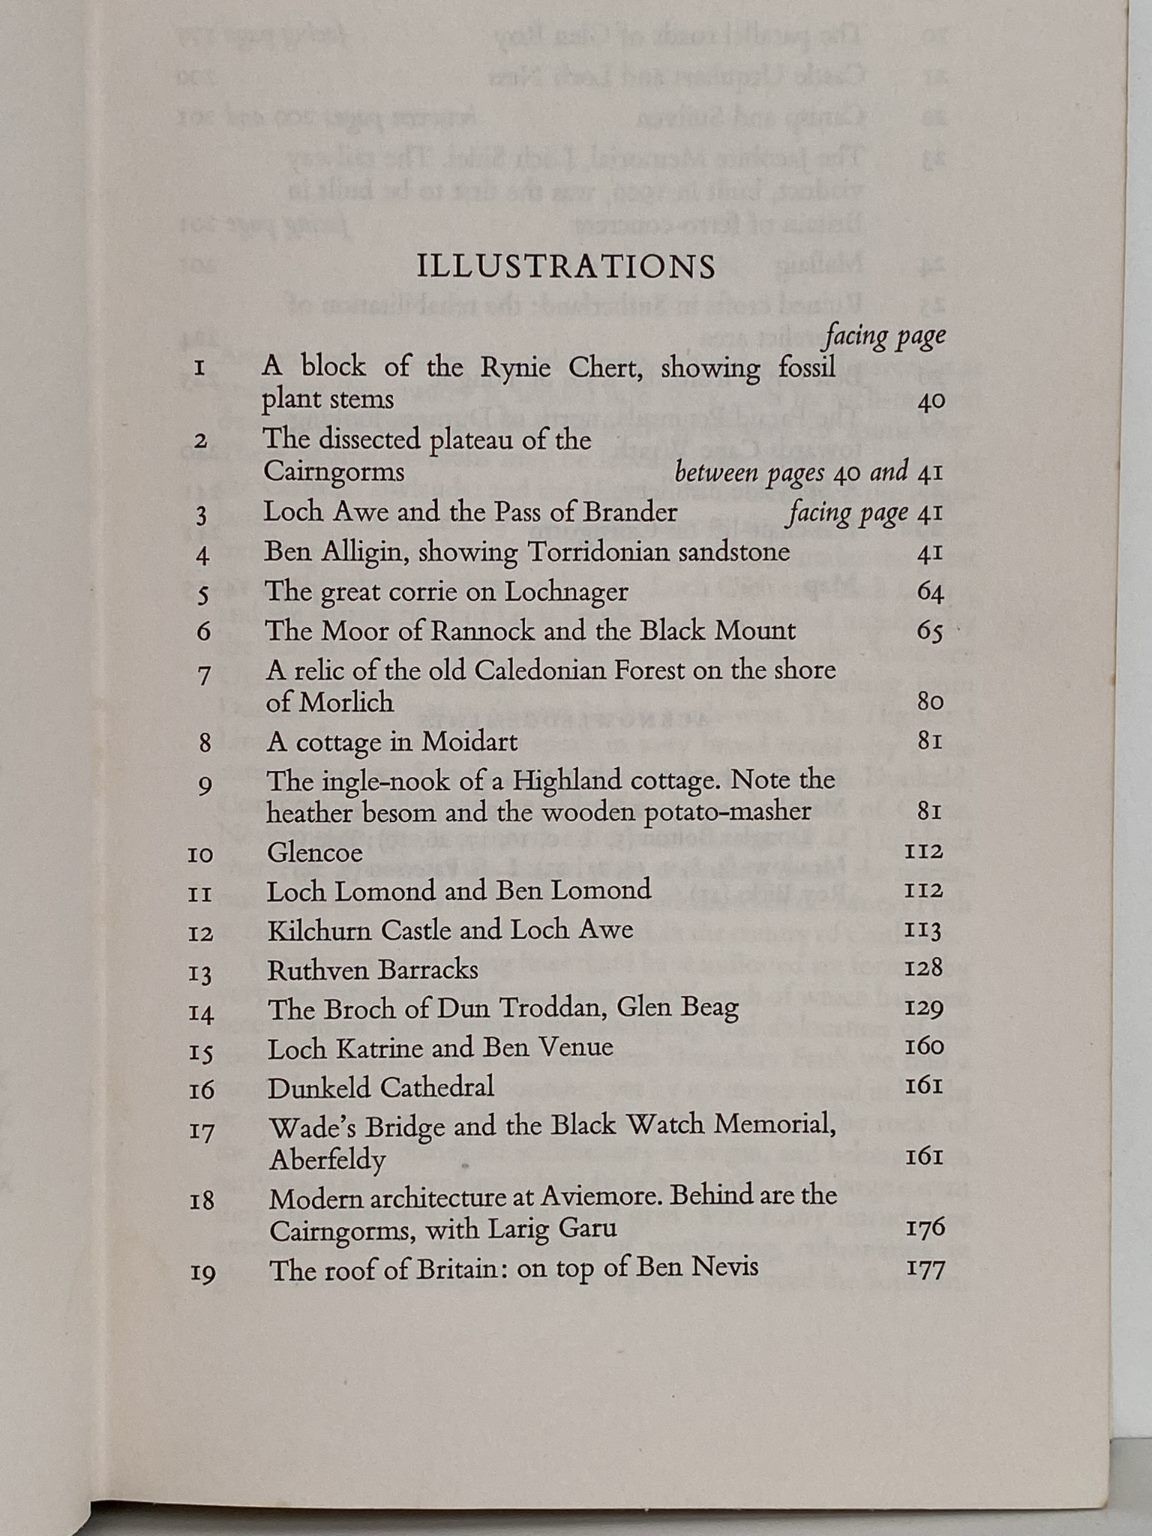 ILLUSTRATIONS
facing page
1 A block of the Rynie Chert, showing fossil
plant stems 40
2 The dissected plateau of the
Cairngorms between pages 40 and 41
3 Loch Awe and the Pass of Brander facing page 41
4 Ben Alligin, showing Torridonian sandstone 41
5 The great corrie on Lochnager 64
6 The Moor of Rannock and the Black Mount 65
7 A relic of the old Caledonian Forest on the shore
of Morlich 80
8 A cottage in Moidart 81
9 The ingle-nook of a Highland cottage. Note the
heather besom and the wooden potato-masher 81
10 Glencoe 112
11 Loch Lomond and Ben Lomond 112
12 Kilchurn Castle and Loch Awe 113
13 Ruthven Barracks 128
14 The Broch of Dun Troddan, Glen Beag 129
15 Loch Katrine and Ben Venue 160
16 Dunkeld Cathedral 161
17 Wade's Bridge and the Black Watch Memorial,
Aberfeldy 161
18 Modern architecture at Aviemore. Behind are the
Cairngorms, with Larig Garu 176
19 The roof of Britain: on top of Ben Nevis 177